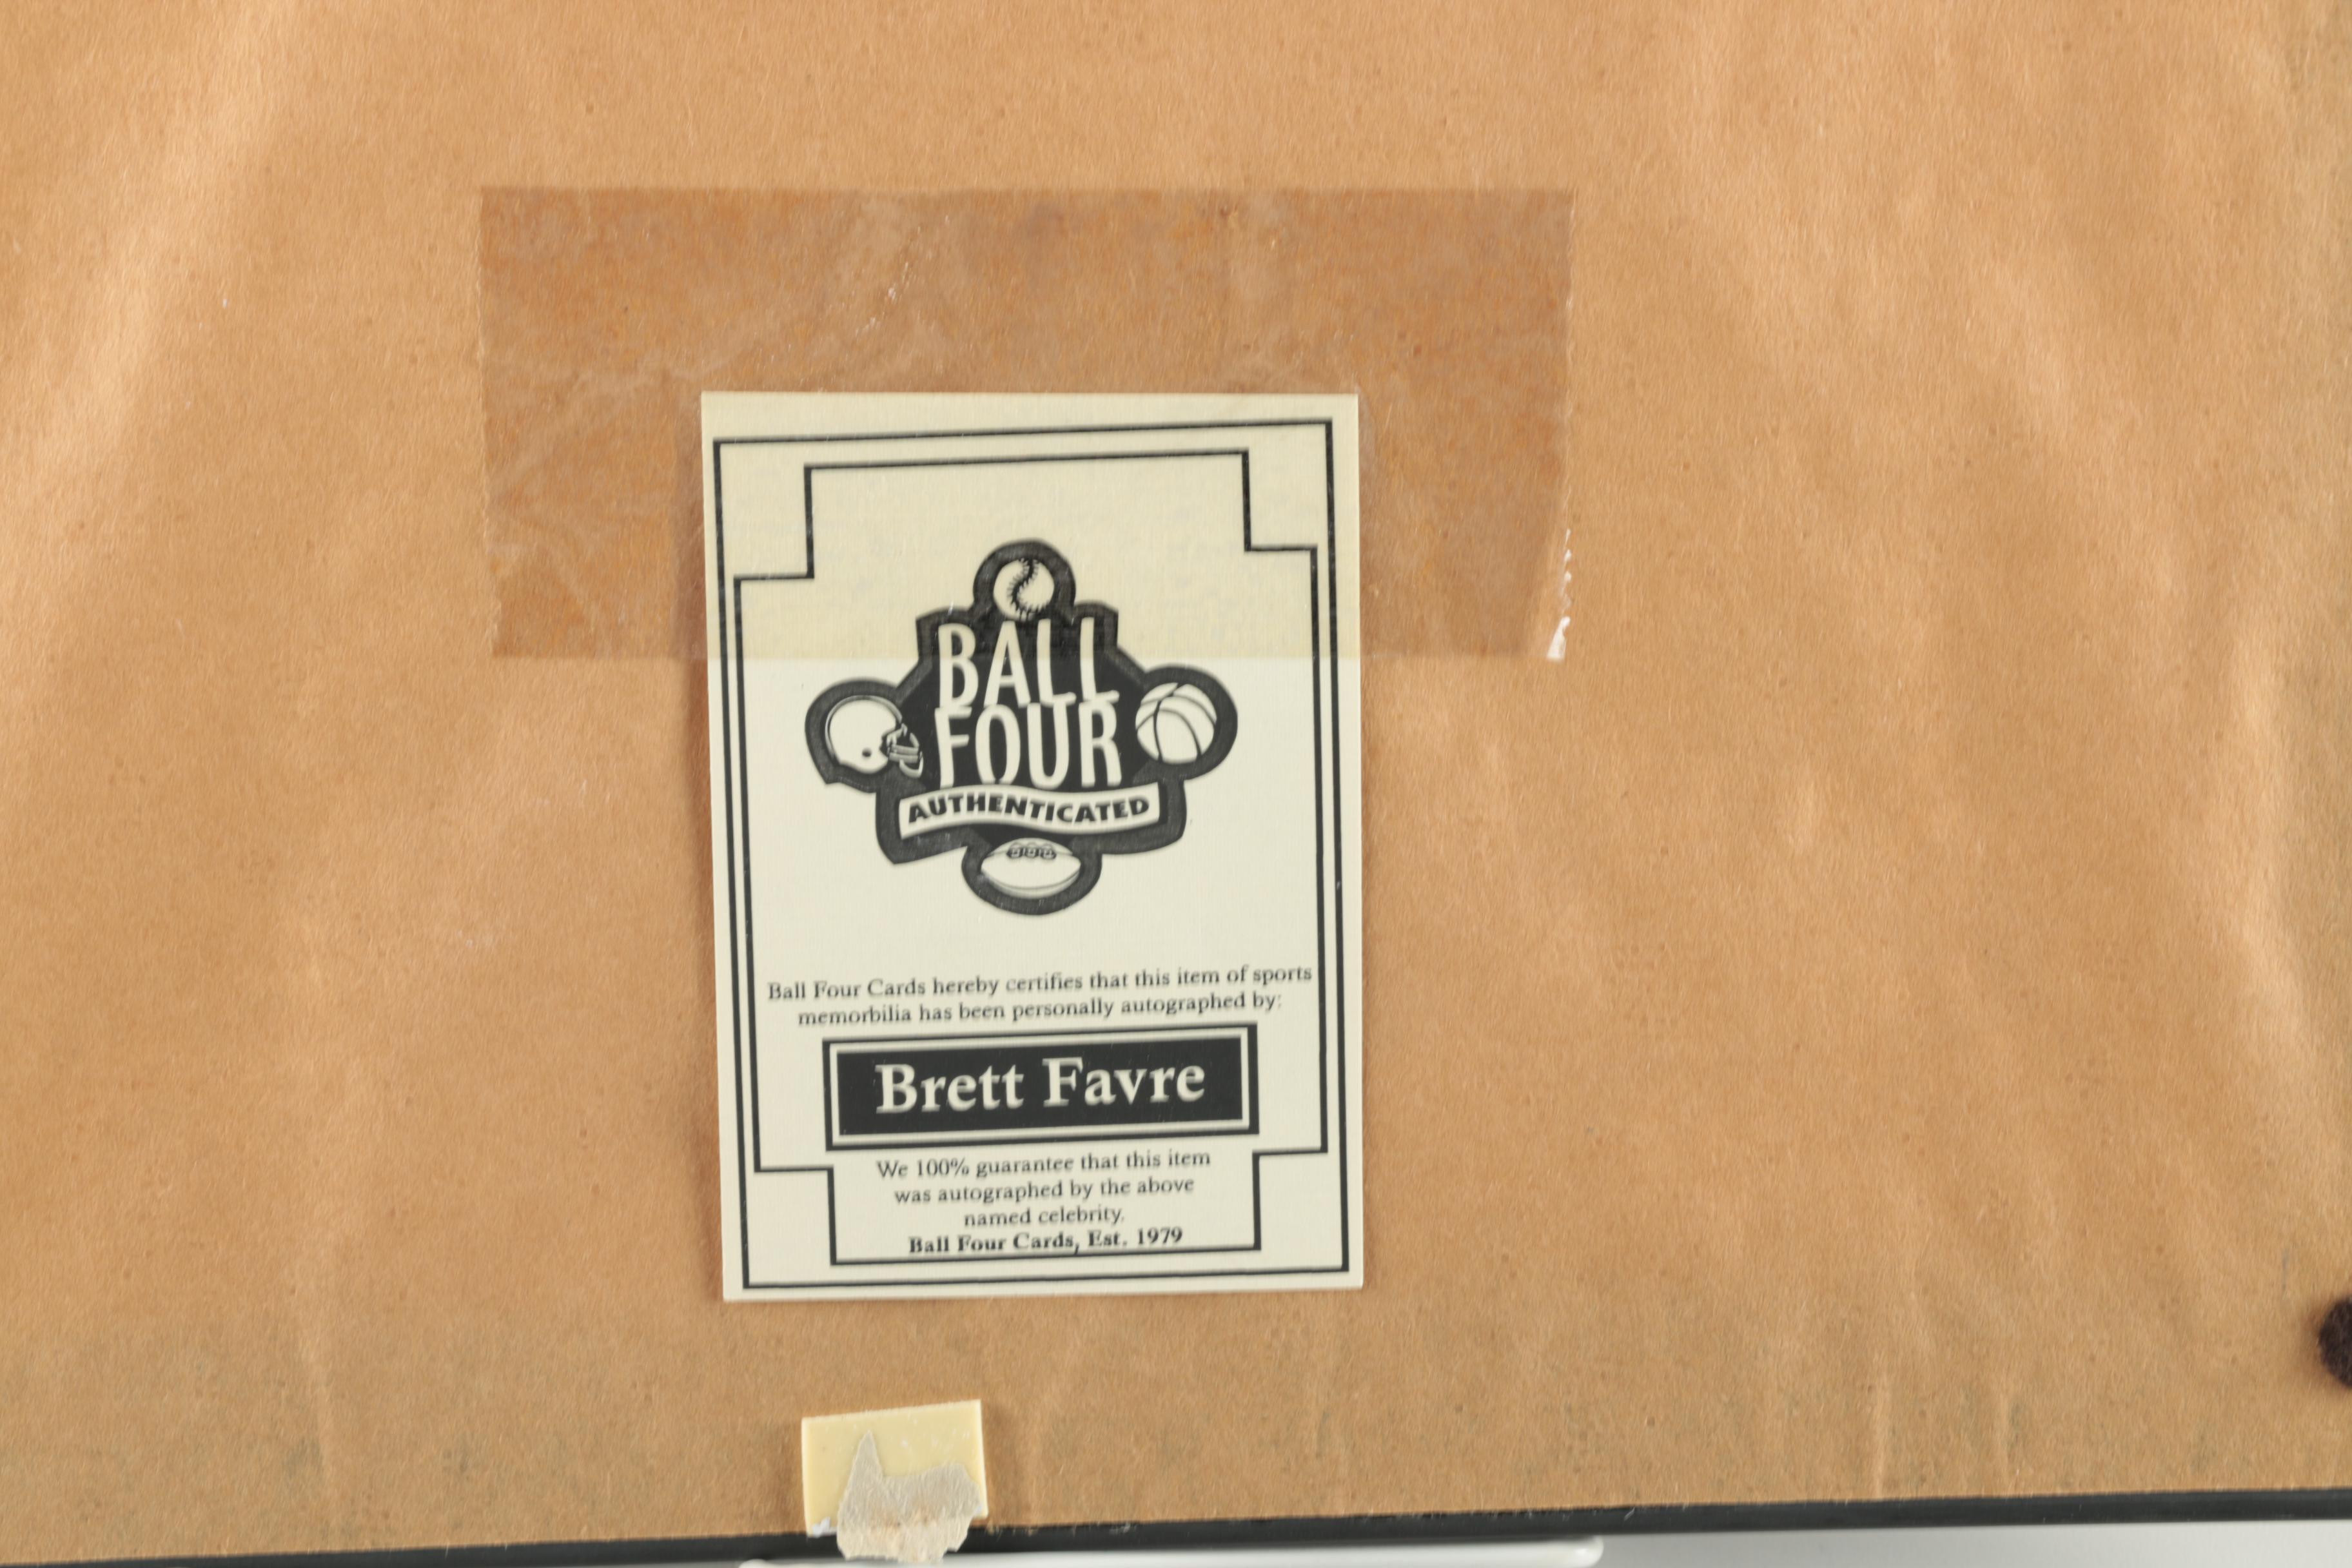 BALL
FOUR
AUTHENTICATED
Ball Four Cards hereby certifies that this item of sports
memorbilia has been personally autographed by:
Brett Favre
We 100% guarantee that this item
was autographed by the above
named celebrity.
Ball Four Cards, Est. 1979